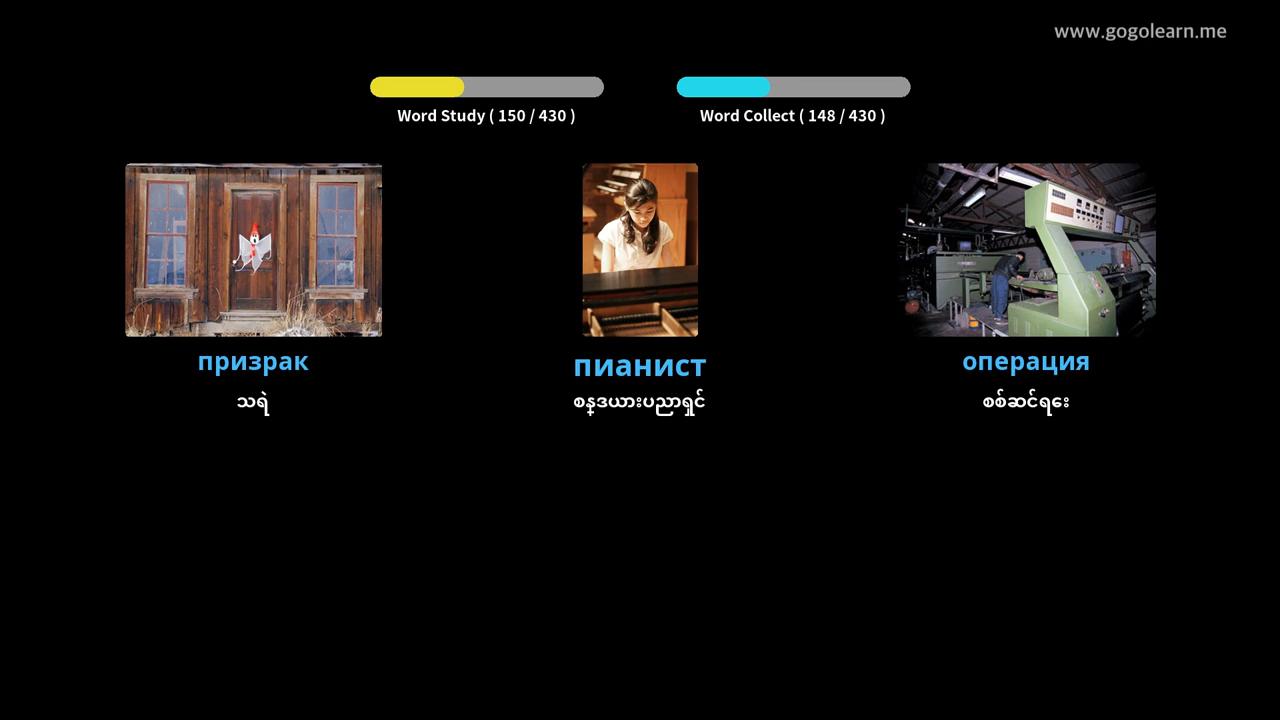 www.gogolearn.me
Word Study ( 150 / 430 )
Word Collect ( 148 / 430 )
призрак
пианист
операция
သရဲ
စန္ဒယားပညာရှင်
စစ်ဆင်ရေး